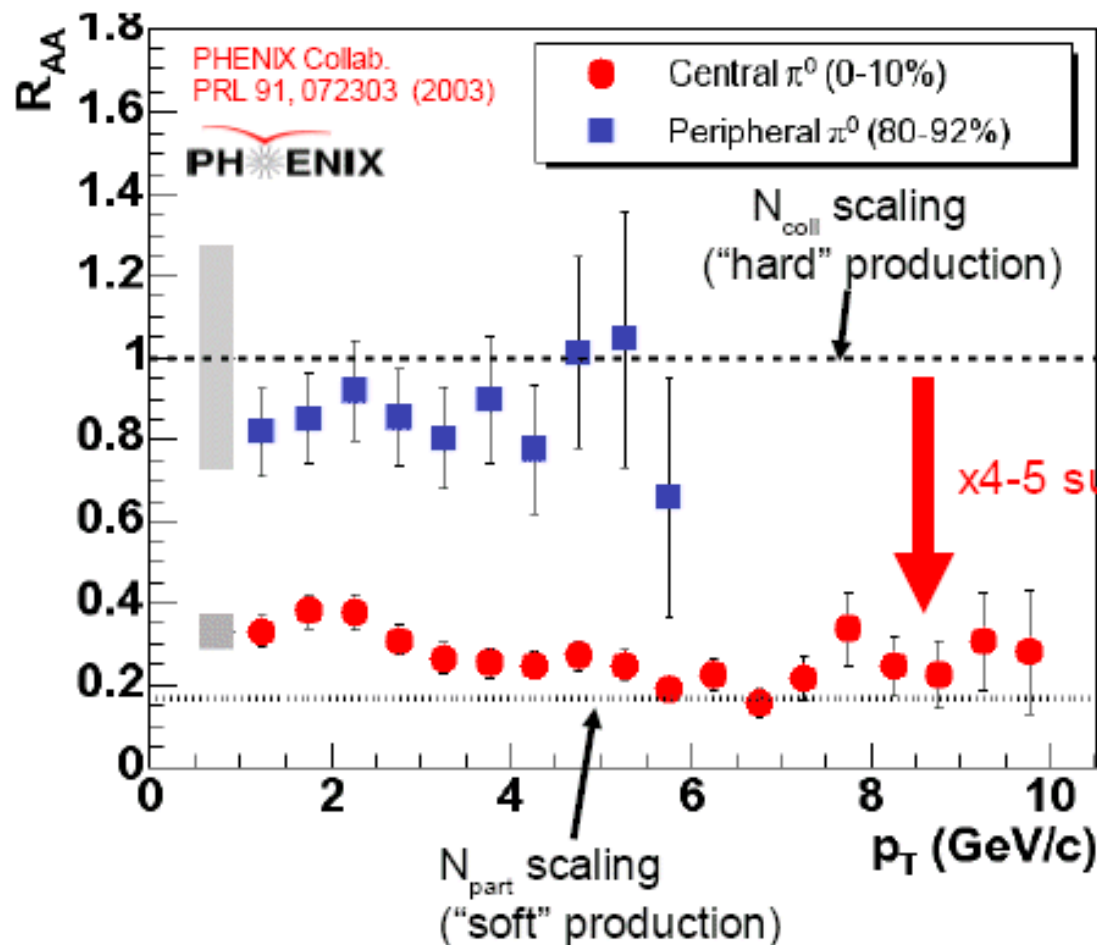 R_AA
1.8
1.6
1.4
1.2
1
0.8
0.6
0.4
0.2
0
PHENIX Collab.
PRL 91, 072303 (2003)
PHENIX
Central π⁰ (0-10%)
Peripheral π⁰ (80-92%)
N_coll scaling
("hard" production)
x4-5 su
0 2 4 6 8 10
p_T (GeV/c)
N_part scaling
("soft" production)